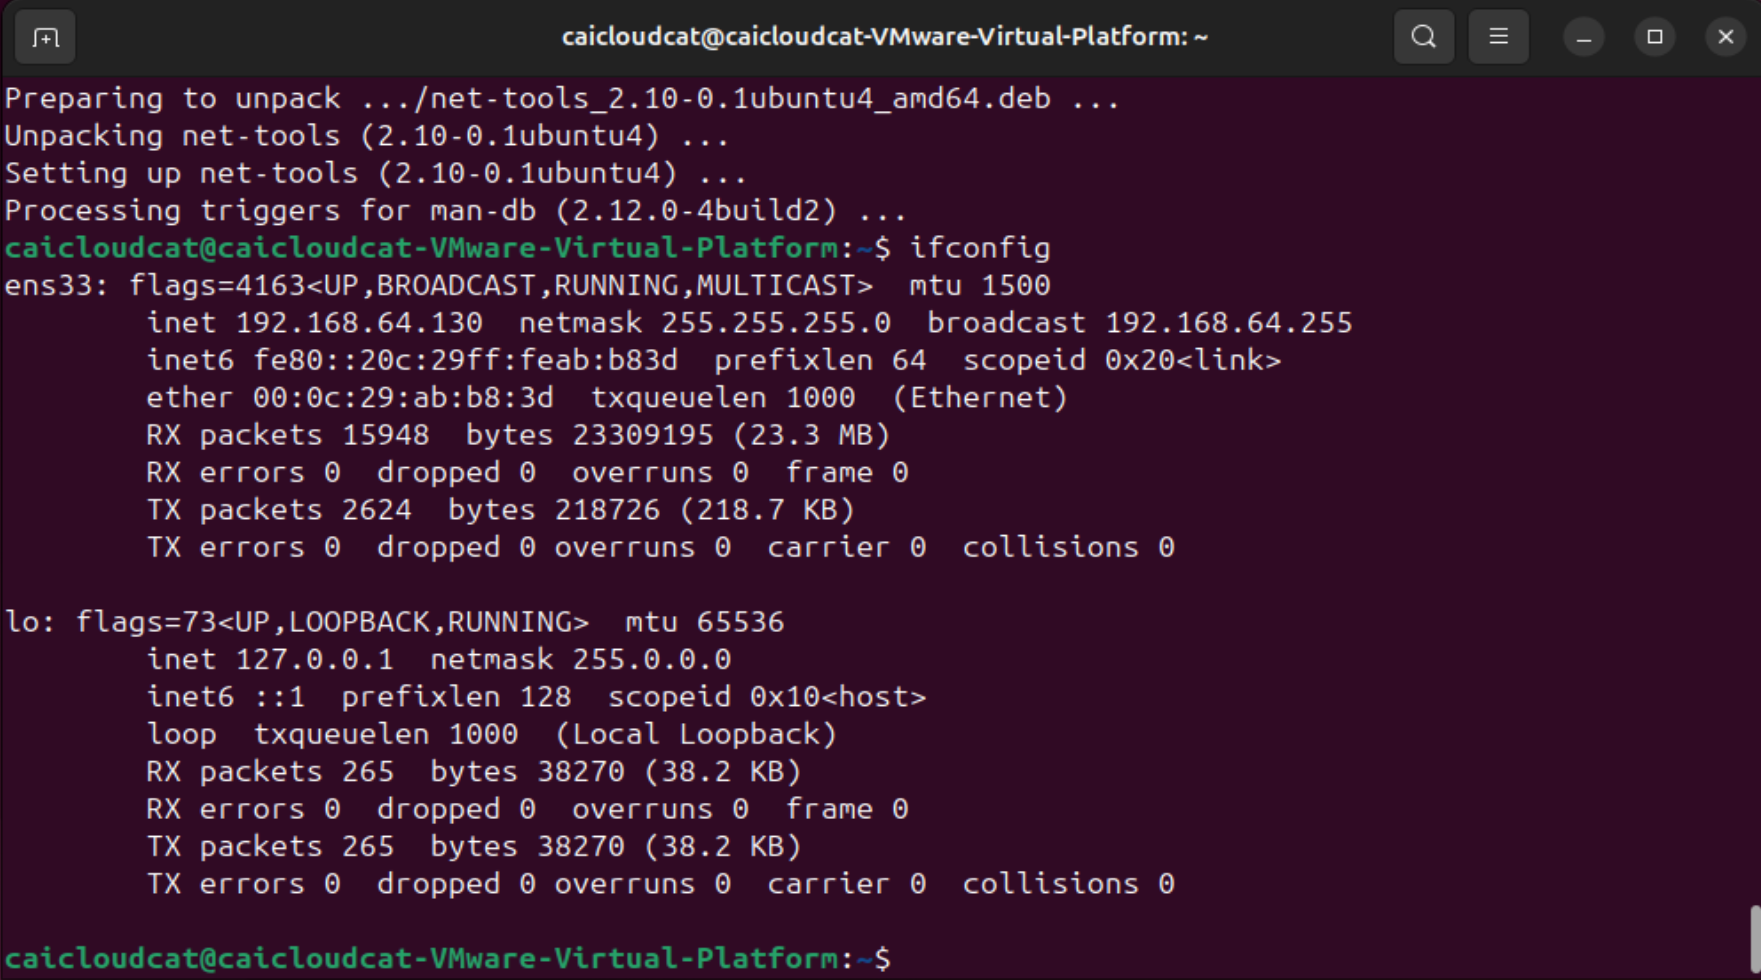 caicloudcat@caicloudcat-VMware-Virtual-Platform: ~
Preparing to unpack .../net-tools_2.10-0.1ubuntu4_amd64.deb ...
Unpacking net-tools (2.10-0.1ubuntu4) ...
Setting up net-tools (2.10-0.1ubuntu4) ...
Processing triggers for man-db (2.12.0-4build2) ...
caicloudcat@caicloudcat-VMware-Virtual-Platform:~$ ifconfig
ens33: flags=4163<UP,BROADCAST,RUNNING,MULTICAST>  mtu 1500
        inet 192.168.64.130  netmask 255.255.255.0  broadcast 192.168.64.255
        inet6 fe80::20c:29ff:feab:b83d  prefixlen 64  scopeid 0x20<link>
        ether 00:0c:29:ab:b8:3d  txqueuelen 1000  (Ethernet)
        RX packets 15948  bytes 23309195 (23.3 MB)
        RX errors 0  dropped 0  overruns 0  frame 0
        TX packets 2624  bytes 218726 (218.7 KB)
        TX errors 0  dropped 0 overruns 0  carrier 0  collisions 0

lo: flags=73<UP,LOOPBACK,RUNNING>  mtu 65536
        inet 127.0.0.1  netmask 255.0.0.0
        inet6 ::1  prefixlen 128  scopeid 0x10<host>
        loop  txqueuelen 1000  (Local Loopback)
        RX packets 265  bytes 38270 (38.2 KB)
        RX errors 0  dropped 0  overruns 0  frame 0
        TX packets 265  bytes 38270 (38.2 KB)
        TX errors 0  dropped 0 overruns 0  carrier 0  collisions 0

caicloudcat@caicloudcat-VMware-Virtual-Platform:~$